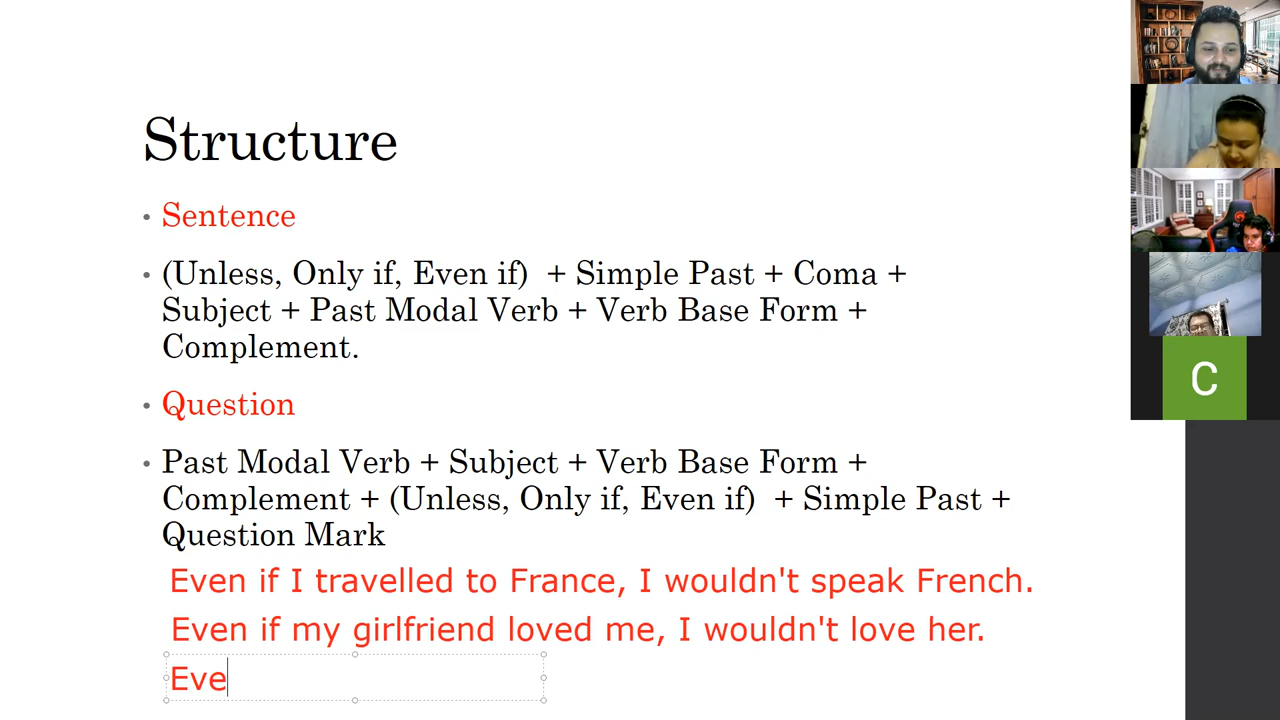 Structure
• Sentence
• (Unless, Only if, Even if) + Simple Past + Coma +
Subject + Past Modal Verb + Verb Base Form +
Complement.
• Question
• Past Modal Verb + Subject + Verb Base Form +
Complement + (Unless, Only if, Even if) + Simple Past +
Question Mark
Even if I travelled to France, I wouldn't speak French.
Even if my girlfriend loved me, I wouldn't love her.
Eve
C